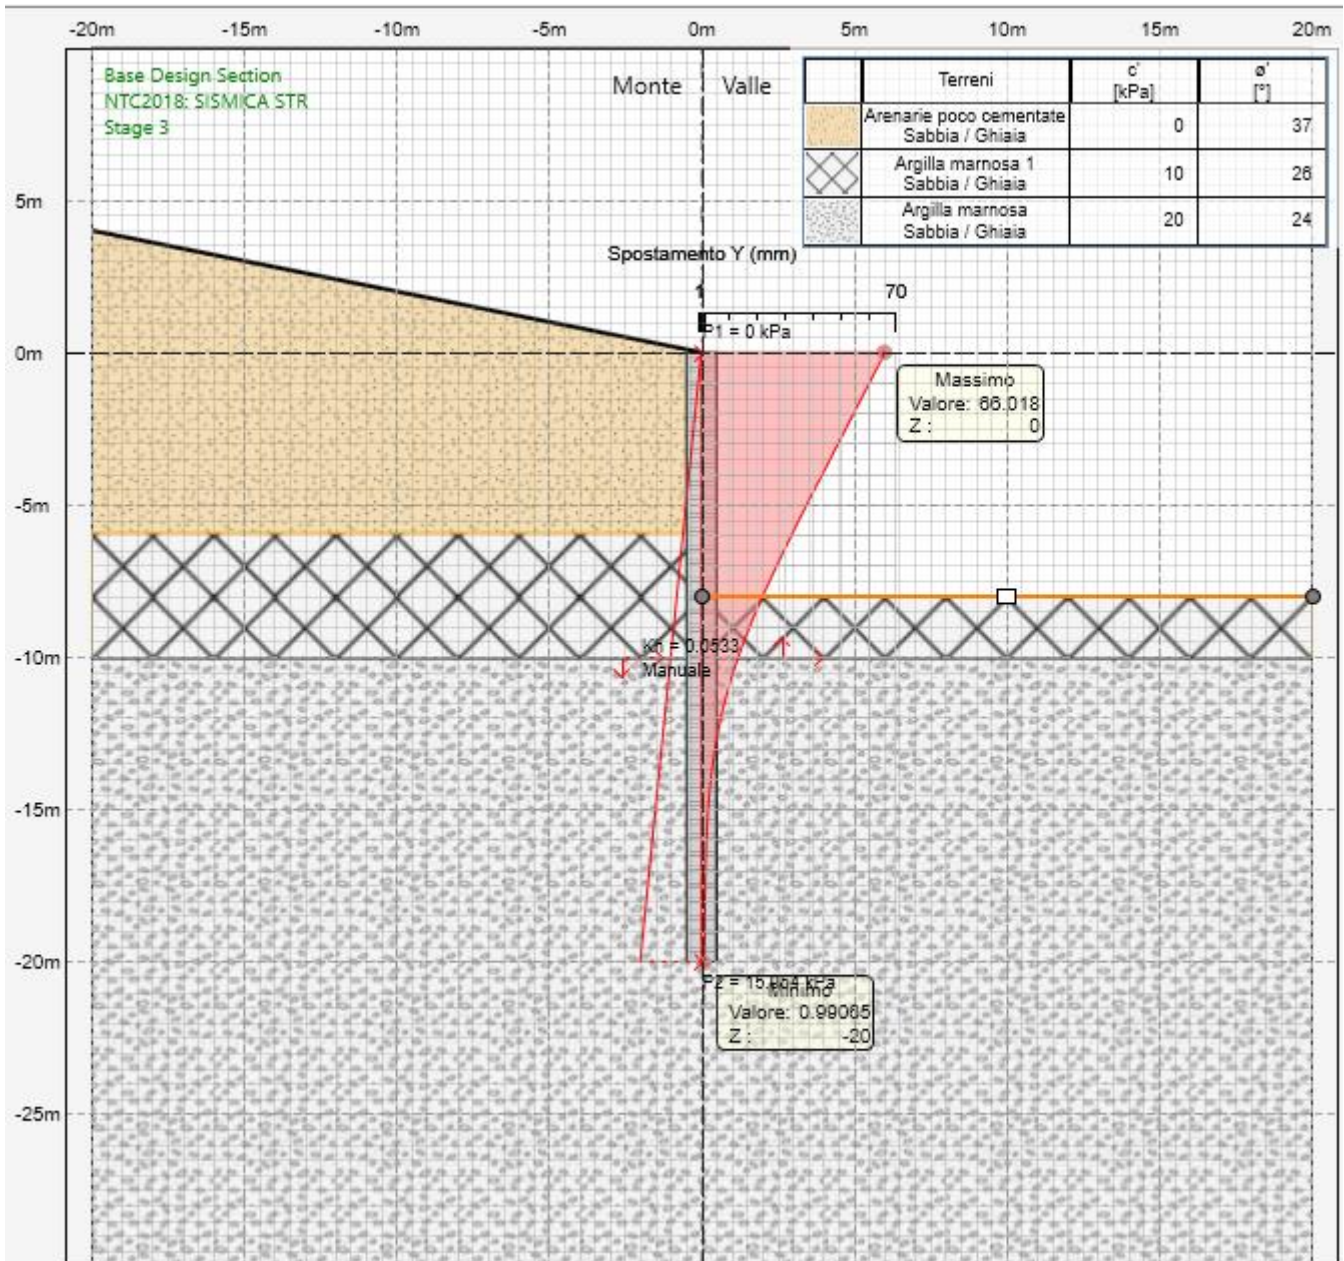 -20m -15m -10m -5m 0m 5m 10m 15m 20m
Base Design Section
NTC2018: SISMICA STR
Stage 3
Monte Valle
Terreni c' [kPa] ø' [°]
Arenarie poco cementate
Sabbia / Ghiaia 0 37
Argilla marnosa 1
Sabbia / Ghiaia 10 26
Argilla marnosa
Sabbia / Ghiaia 20 24
5m
Spostamento Y (mm)
1 70
P1 = 0 kPa
0m
Massimo
Valore: 66.018
Z : 0
-5m
Kh = 0.0533
-10m
Manuale
-15m
-20m
P2 = kPa
Minimo
Valore: 0.99065
Z : -20
-25m